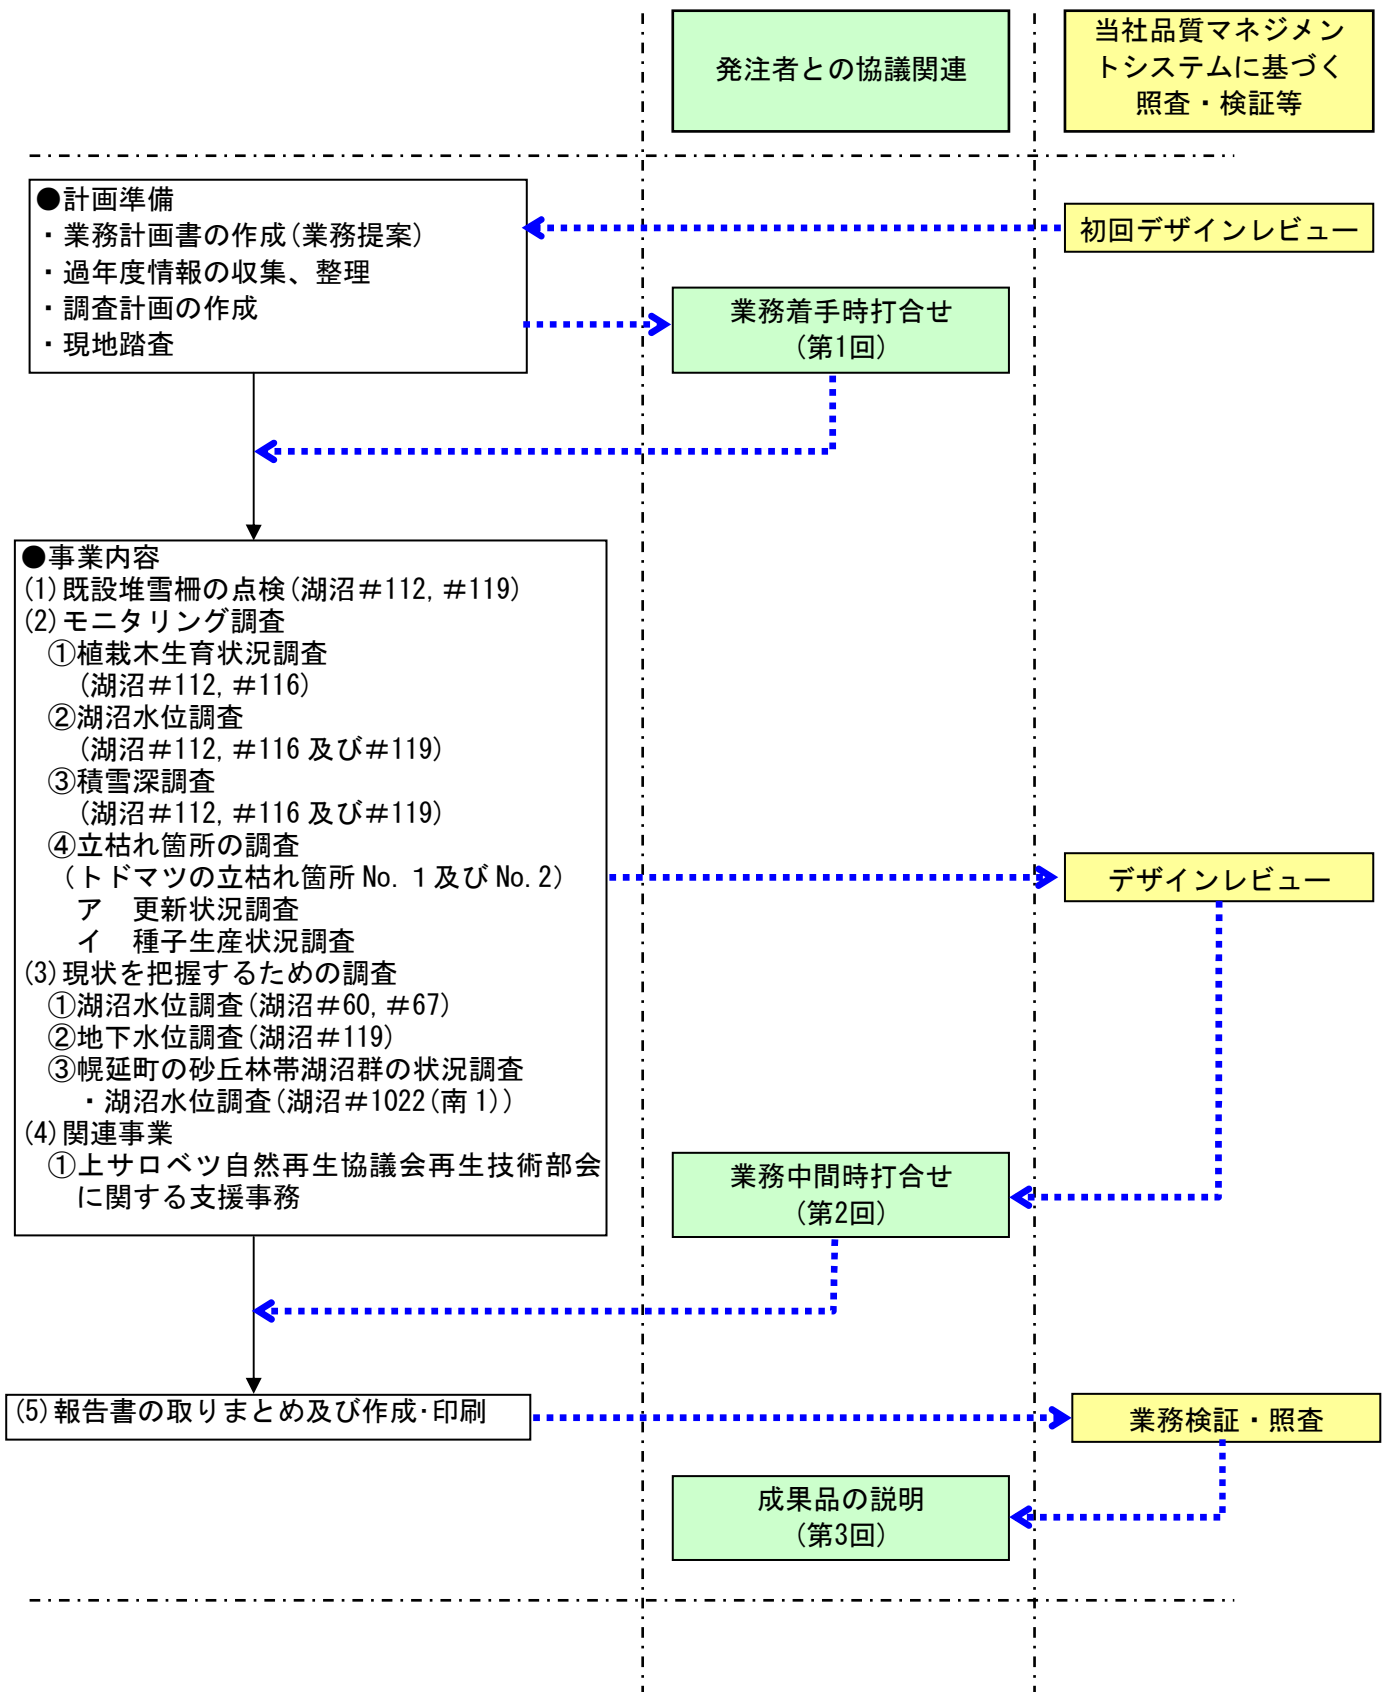 発注者との協議関連
当社品質マネジメン
トシステムに基づく
照査・検証等
●計画準備
・業務計画書の作成(業務提案)
・過年度情報の収集、整理
・調査計画の作成
・現地踏査
初回デザインレビュー
業務着手時打合せ
(第1回)
●事業内容
(1)既設堆雪柵の点検(湖沼＃112,＃119)
(2)モニタリング調査
①植栽木生育状況調査
(湖沼＃112,＃116)
②湖沼水位調査
(湖沼＃112,＃116 及び＃119)
③積雪深調査
(湖沼＃112,＃116 及び＃119)
④立枯れ箇所の調査
(トドマツの立枯れ箇所 No. １及び No.2)
ア　更新状況調査
イ　種子生産状況調査
(3)現状を把握するための調査
①湖沼水位調査(湖沼＃60,＃67)
②地下水位調査(湖沼＃119)
③幌延町の砂丘林帯湖沼群の状況調査
・湖沼水位調査(湖沼＃1022(南1))
(4)関連事業
①上サロベツ自然再生協議会再生技術部会
に関する支援事務
デザインレビュー
業務中間時打合せ
(第2回)
(5)報告書の取りまとめ及び作成･印刷
業務検証・照査
成果品の説明
(第3回)